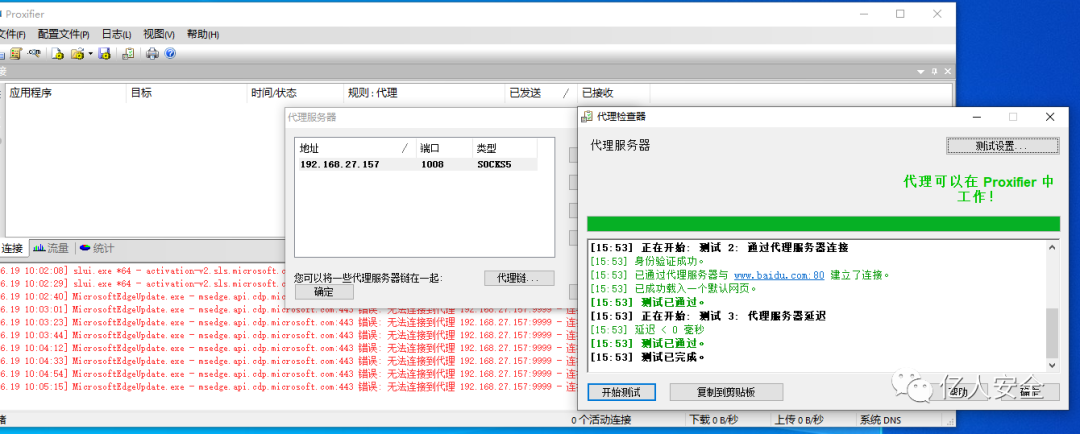 Proxifier
文件(F) 配置文件(P) 日志(L) 视图(V) 帮助(H)
应用程序 目标 时间/状态 规则 : 代理 已发送 / 已接收
代理服务器
地址 / 端口 类型
192.168.27.157 1008 SOCKS5
您可以将一些代理服务器链在一起:
代理链...
确定
连接 流量 统计
6.19 10:02:08] slui.exe *64 - activation-v2.sls.microsoft.c
6.19 10:02:29] slui.exe *64 - activation-v2.sls.microsoft.c
6.19 10:02:40] MicrosoftEdgeUpdate.exe - msedge.api.cdp.mic
6.19 10:03:01] MicrosoftEdgeUpdate.exe - msedge.api.cdp.microsoft.com:443 错误: 无法连接到代理 192.168.27.157:9999 - 连
6.19 10:03:23] MicrosoftEdgeUpdate.exe - msedge.api.cdp.microsoft.com:443 错误: 无法连接到代理 192.168.27.157:9999 - 连
6.19 10:03:44] MicrosoftEdgeUpdate.exe - msedge.api.cdp.microsoft.com:443 错误: 无法连接到代理 192.168.27.157:9999 - 连
6.19 10:04:12] MicrosoftEdgeUpdate.exe - msedge.api.cdp.microsoft.com:443 错误: 无法连接到代理 192.168.27.157:9999 - 连
6.19 10:04:33] MicrosoftEdgeUpdate.exe - msedge.api.cdp.microsoft.com:443 错误: 无法连接到代理 192.168.27.157:9999 - 连
6.19 10:04:54] MicrosoftEdgeUpdate.exe - msedge.api.cdp.microsoft.com:443 错误: 无法连接到代理 192.168.27.157:9999 - 连
6.19 10:05:15] MicrosoftEdgeUpdate.exe - msedge.api.cdp.microsoft.com:443 错误: 无法连接到代理 192.168.27.157:9999 - 连
代理检查器
代理服务器
测试设置...
代理可以在 Proxifier 中
工作!
[15:53] 正在开始: 测试 2: 通过代理服务器连接
[15:53] 身份验证成功。
[15:53] 已通过代理服务器与 www.baidu.com:80 建立了连接。
[15:53] 已成功载入一个默认网页。
[15:53] 测试已通过。
[15:53] 正在开始: 测试 3: 代理服务器延迟
[15:53] 延迟 < 0 毫秒
[15:53] 测试已通过。
[15:53] 测试已完成。
开始测试 复制到剪贴板
亿人安全
0 个活动连接 下载 0 B/秒 上传 0 B/秒 系统 DNS